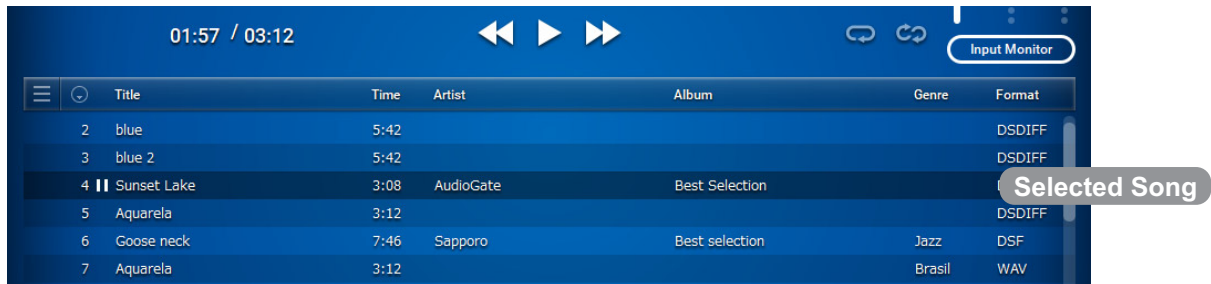 01:57 / 03:12
Input Monitor
Title Time Artist Album Genre Format
2 blue 5:42 DSDIFF
3 blue 2 5:42 DSDIFF
4 Sunset Lake 3:08 AudioGate Best Selection
Selected Song
5 Aquarela 3:12 DSDIFF
6 Goose neck 7:46 Sapporo Best selection Jazz DSF
7 Aquarela 3:12 Brasil WAV